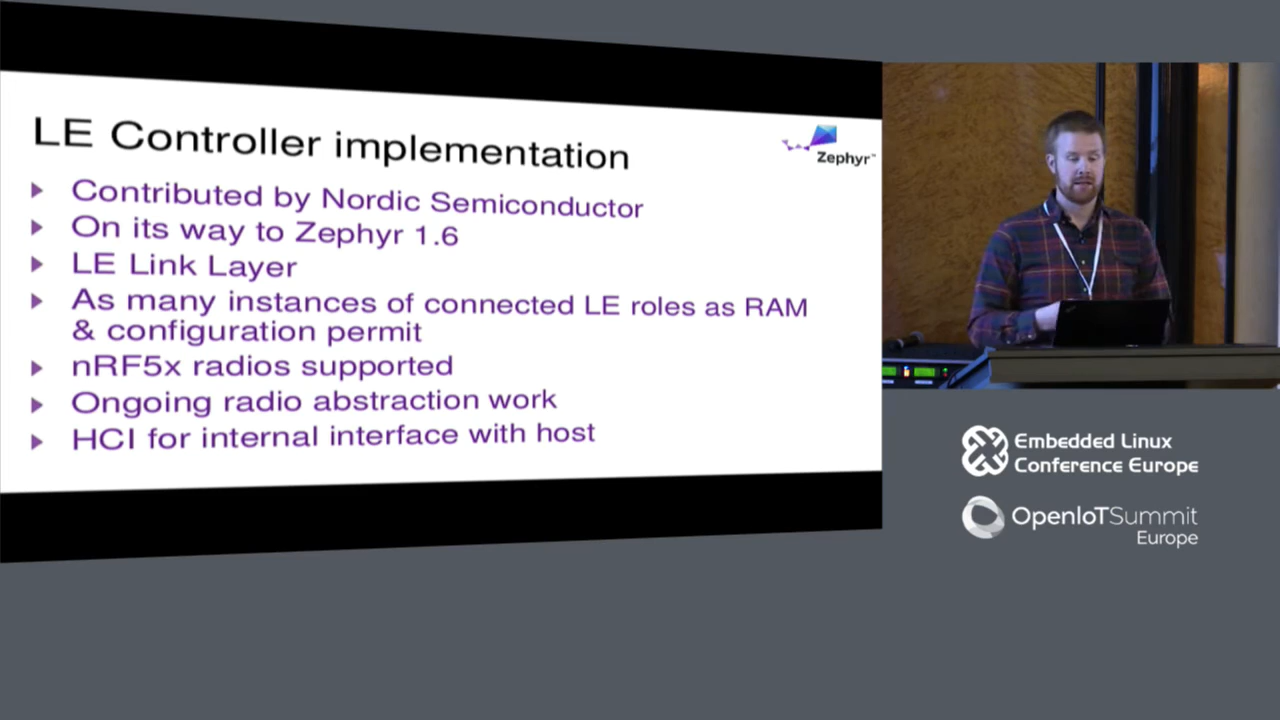 LE Controller implementation
Zephyr™
Contributed by Nordic Semiconductor
On its way to Zephyr 1.6
LE Link Layer
As many instances of connected LE roles as RAM
& configuration permit
nRF5x radios supported
Ongoing radio abstraction work
HCI for internal interface with host
Embedded Linux
Conference Europe
OpenIoTSummit
Europe